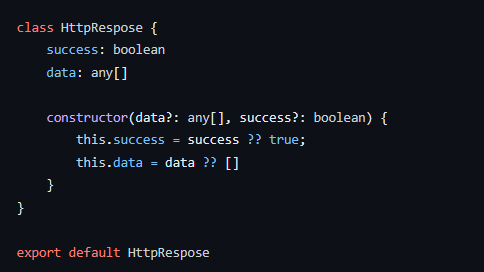 class HttpRespose {
    success: boolean
    data: any[]

    constructor(data?: any[], success?: boolean) {
        this.success = success ?? true;
        this.data = data ?? []
    }
}

export default HttpRespose